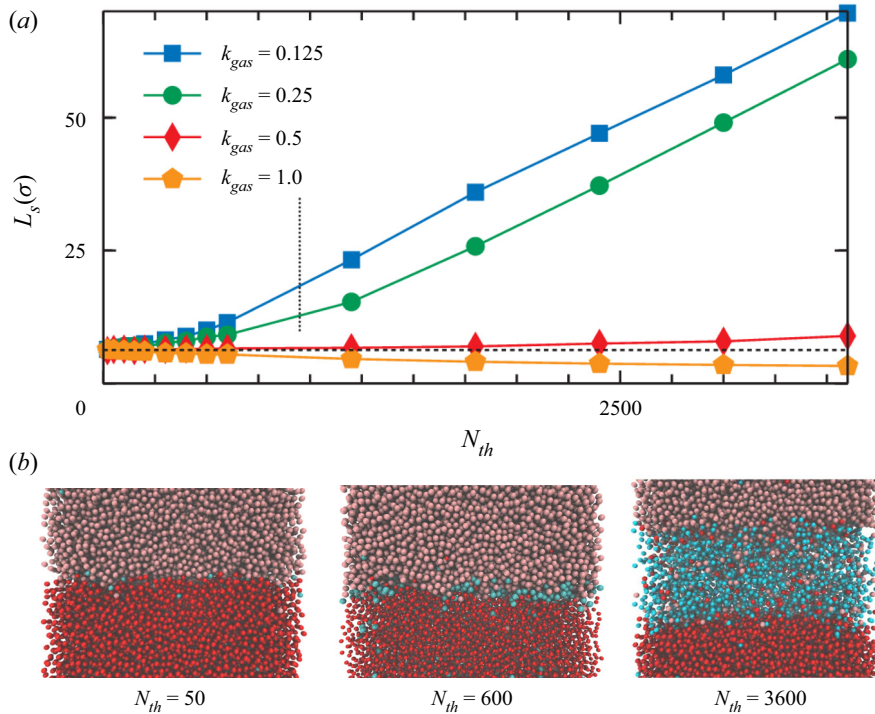 (a)
k_gas = 0.125
k_gas = 0.25
k_gas = 0.5
k_gas = 1.0
50
25
L_s(σ)
0
2500
N_th
(b)
N_th = 50
N_th = 600
N_th = 3600